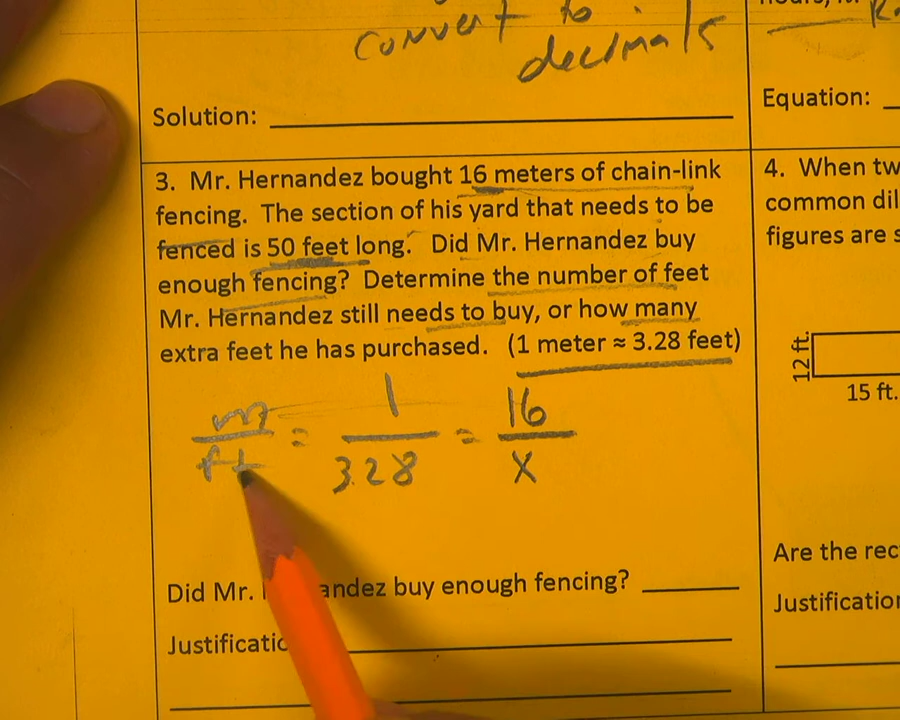 convert to
decimals
Solution:
Equation:
3. Mr. Hernandez bought 16 meters of chain-link
fencing. The section of his yard that needs to be
fenced is 50 feet long. Did Mr. Hernandez buy
enough fencing? Determine the number of feet
Mr. Hernandez still needs to buy, or how many
extra feet he has purchased. (1 meter ≈ 3.28 feet)
m/ft = 1/3.28 = 16/x
Did Mr. andez buy enough fencing?
Justificatio
4. When tw
common dil
figures are s
12 ft.
15 ft.
Are the rec
Justification